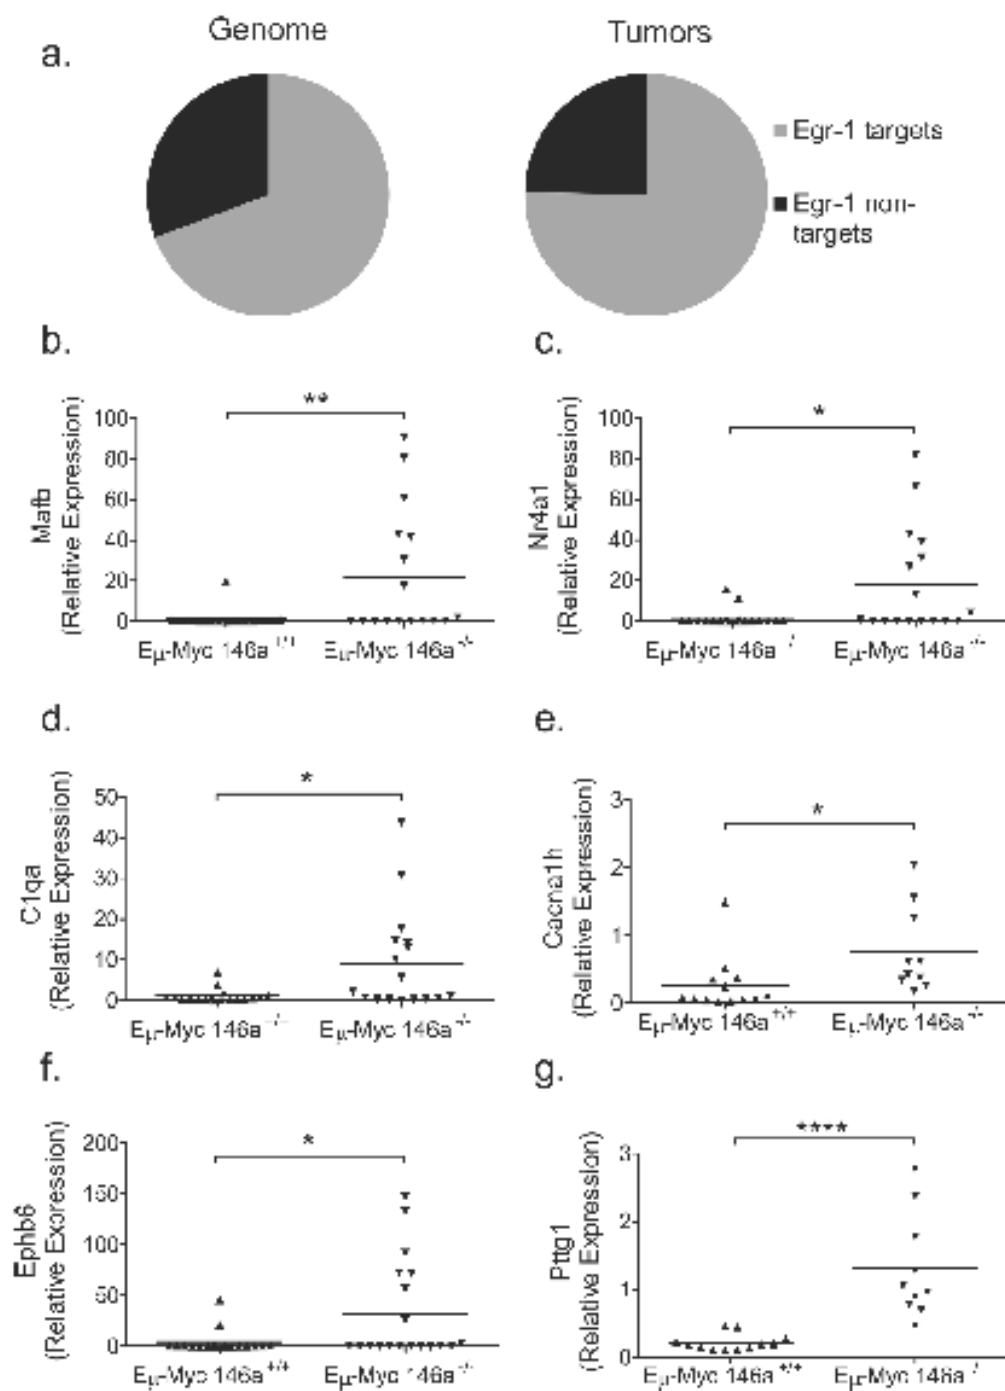 Genome
Tumors
a.
Egr-1 targets
Egr-1 non-
targets
b.
c.
**
*
100
80
60
40
20
0
Mafb
(Relative Expression)
Eμ-Myc 146a+/+
Eμ-Myc 146a-/-
100
80
60
40
20
0
Nr4a1
(Relative Expression)
Eμ-Myc 146a
Eμ-Myc 146a-/-
d.
e.
*
*
50
40
30
20
10
0
C1qa
(Relative Expression)
Eμ-Myc 146a
Eμ-Myc 146a-/-
3
2
1
0
Cacna1h
(Relative Expression)
Eμ-Myc 146a+/+
Eμ-Myc 146a-/-
f.
g.
*
****
200
150
100
50
0
Ephb6
(Relative Expression)
Eμ-Myc 146a+/+
Eμ-Myc 146a-/-
3
2
1
0
Pttg1
(Relative Expression)
Eμ-Myc 146a+/+
Eμ-Myc 146a